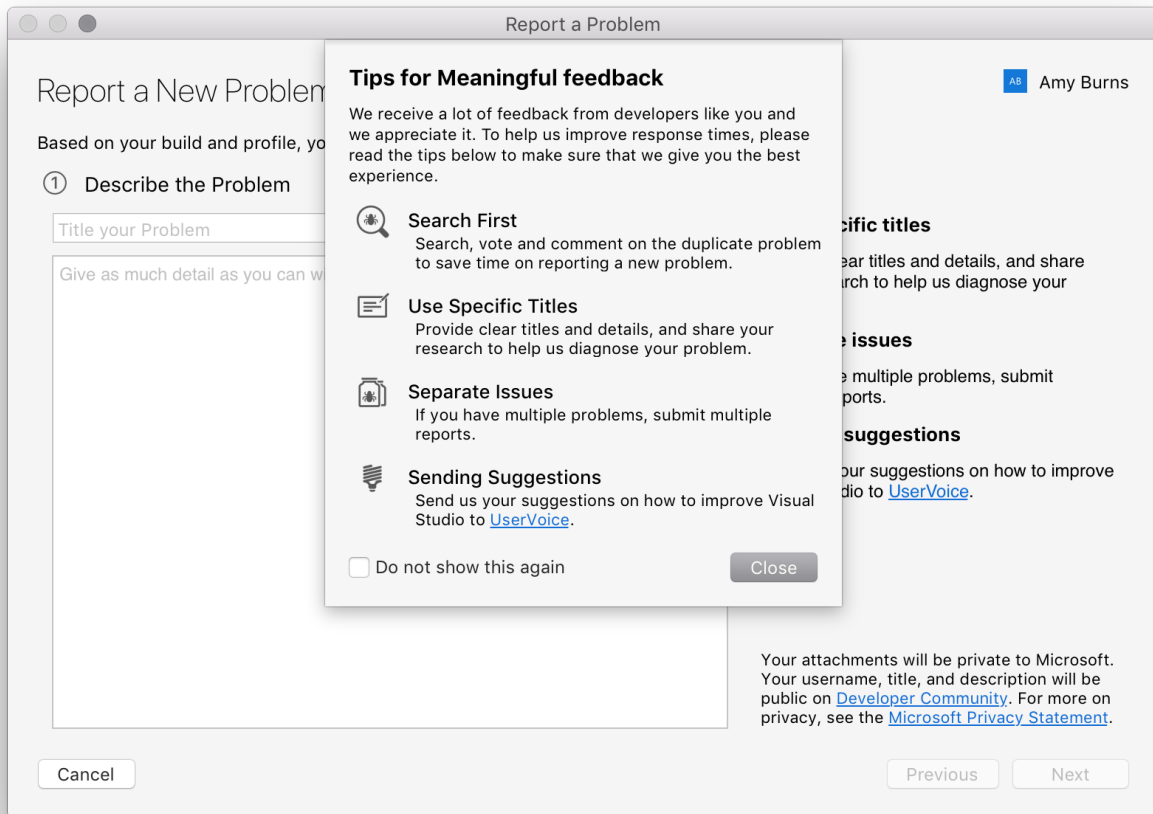 Report a Problem
Report a New Problem
AB
Amy Burns
Based on your build and profile, yo
1
Describe the Problem
Title your Problem
Give as much detail as you can w
Tips for Meaningful feedback
We receive a lot of feedback from developers like you and
we appreciate it. To help us improve response times, please
read the tips below to make sure that we give you the best
experience.
Search First
Search, vote and comment on the duplicate problem
to save time on reporting a new problem.
Use Specific Titles
Provide clear titles and details, and share your
research to help us diagnose your problem.
Separate Issues
If you have multiple problems, submit multiple
reports.
Sending Suggestions
Send us your suggestions on how to improve Visual
Studio to UserVoice.
Do not show this again
Close
cific titles
ear titles and details, and share
arch to help us diagnose your
e issues
e multiple problems, submit
ports.
suggestions
our suggestions on how to improve
dio to UserVoice.
Your attachments will be private to Microsoft.
Your username, title, and description will be
public on Developer Community. For more on
privacy, see the Microsoft Privacy Statement.
Cancel
Previous
Next